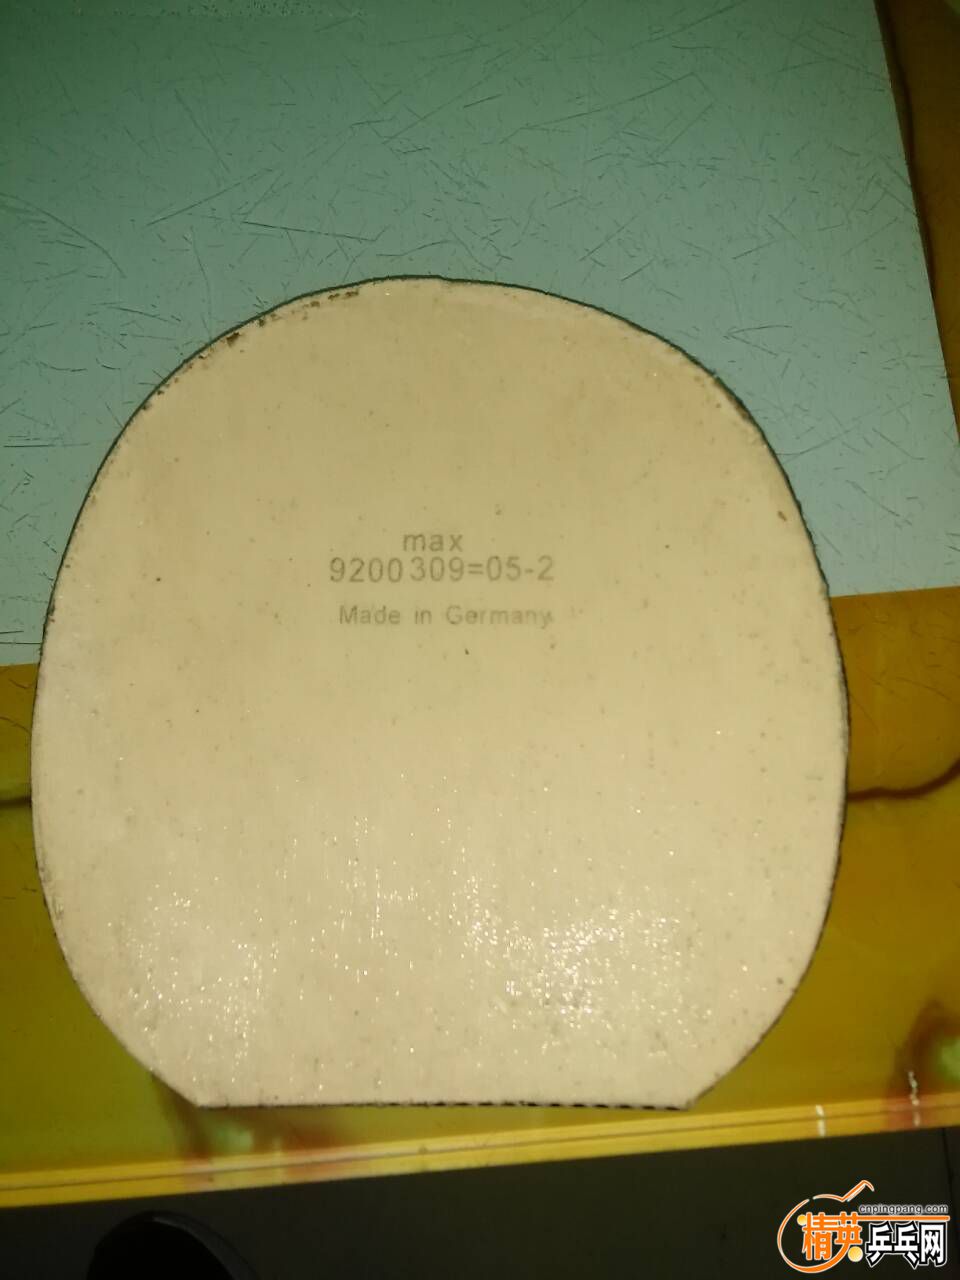 max
9200309=05-2
Made in Germany
cnpingpang.com
精英乒乓网